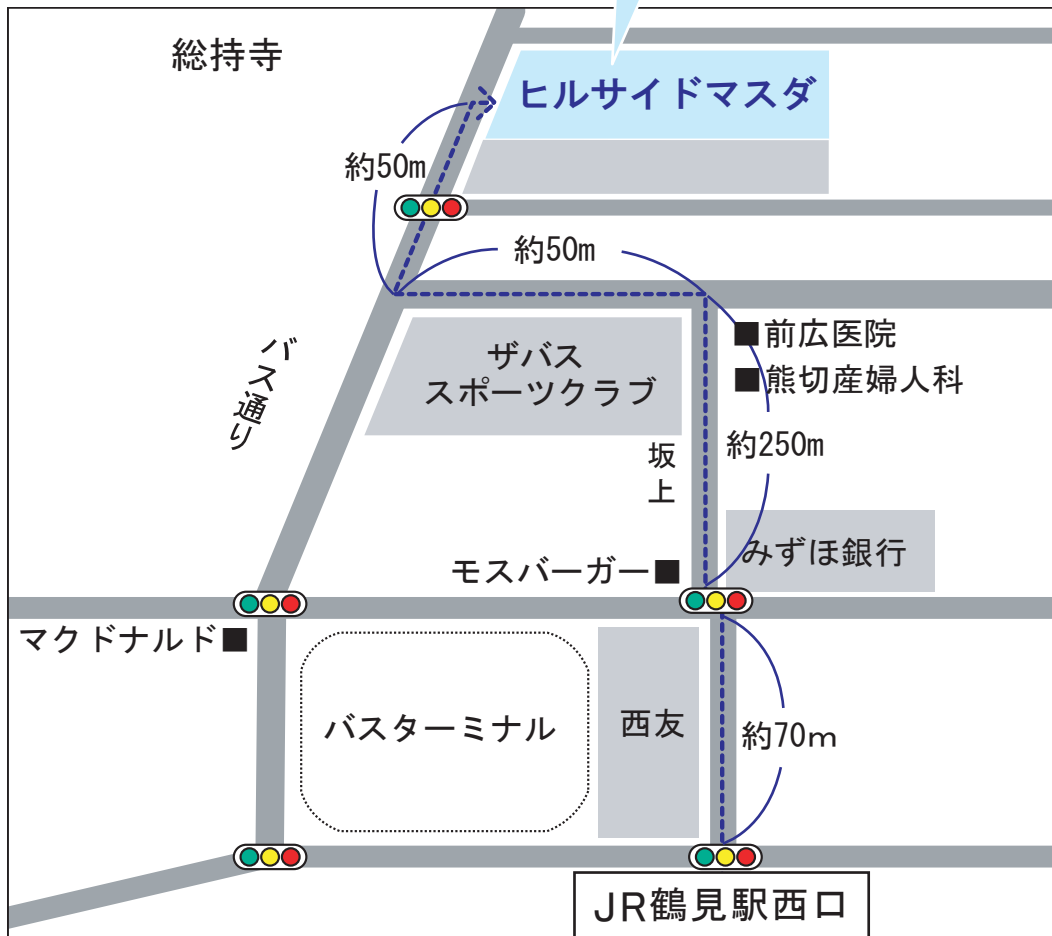 総持寺
ヒルサイドマスダ
約50m
約50m
バス通り
ザバス
スポーツクラブ
■前広医院
■熊切産婦人科
坂上
約250m
モスバーガー■
みずほ銀行
マクドナルド■
バスターミナル
西友
約70m
JR鶴見駅西口